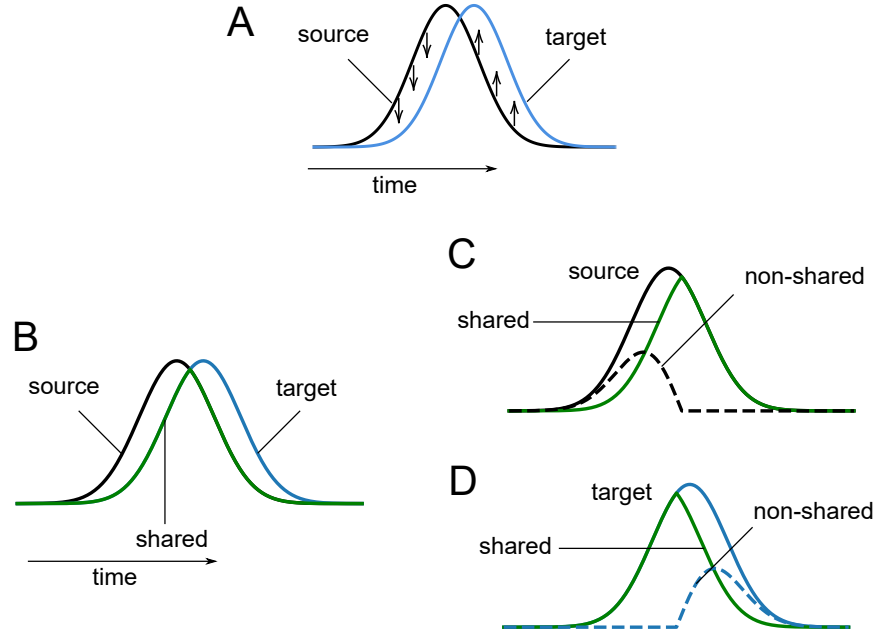 A
source
target
time
C
source
non-shared
shared
B
source
target
shared
time
D
target
non-shared
shared